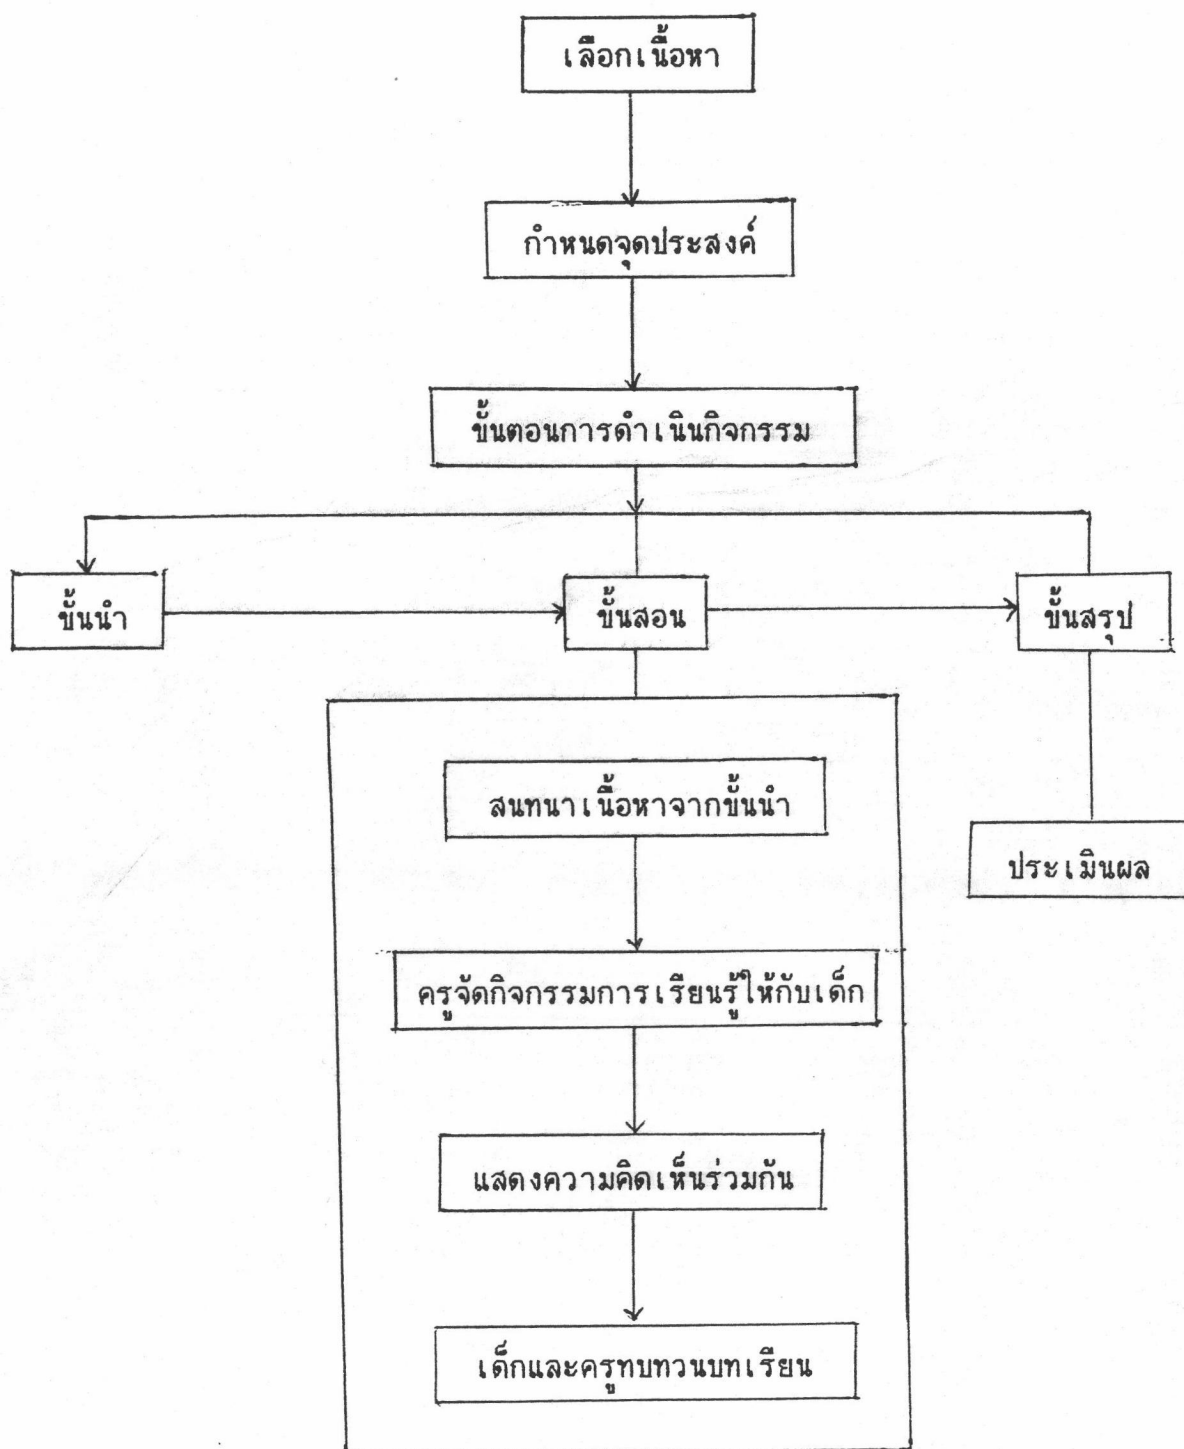 เลือกเนื้อหา
กำหนดจุดประสงค์
ขั้นตอนการดำเนินกิจกรรม
ขั้นนำ
ขั้นสอน
ขั้นสรุป
สนทนาเนื้อหาจากขั้นนำ
ประเมินผล
ครูจัดกิจกรรมการเรียนรู้ให้กับเด็ก
แสดงความคิดเห็นร่วมกัน
เด็กและครูทบทวนบทเรียน